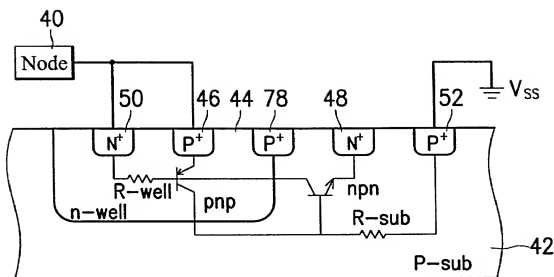 40
Node
50 46 44 78 48 52
V_SS
N⁺ P⁺ P⁺ N⁺ P⁺
R-well
pnp
npn
n-well
R-sub
P-sub
42